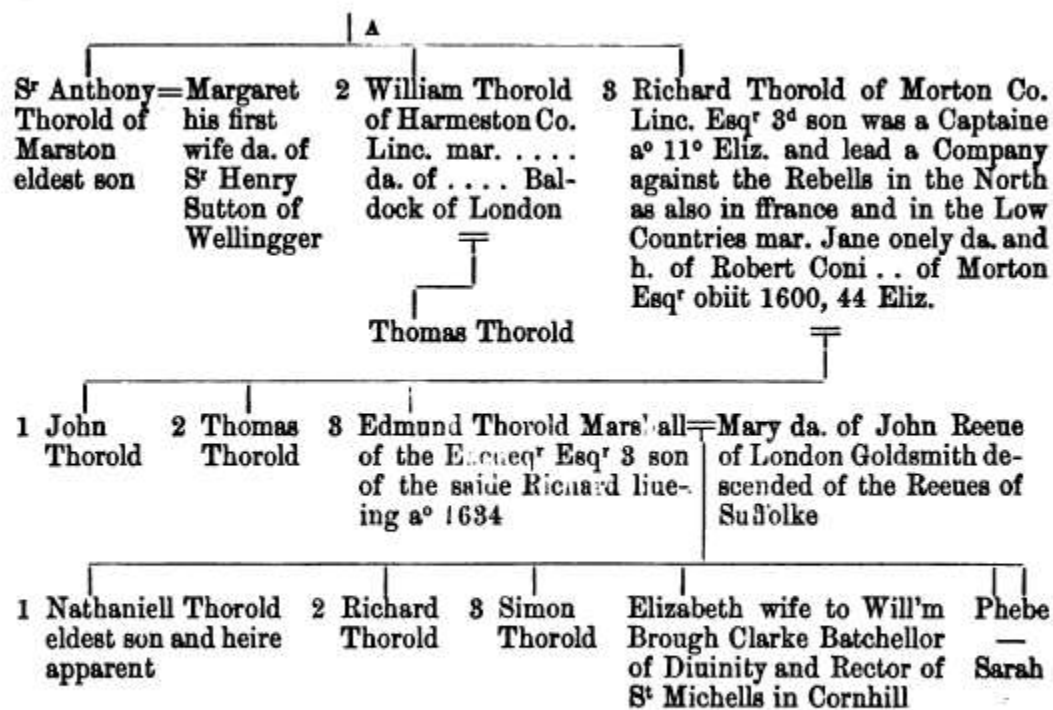 A
Sʳ Anthony=Margaret
Thorold of his first
Marston wife da. of
eldest son Sʳ Henry
Sutton of
Wellingger
2 William Thorold
of Harmeston Co.
Linc. mar. . . . . .
da. of . . . . Bal-
dock of London
3 Richard Thorold of Morton Co.
Linc. Esqʳ 3ᵈ son was a Captaine
aº 11º Eliz. and lead a Company
against the Rebells in the North
as also in ffrance and in the Low
Countries mar. Jane onely da. and
h. of Robert Coni . . of Morton
Esqʳ obiit 1600, 44 Eliz.
Thomas Thorold
1 John
Thorold
2 Thomas
Thorold
3 Edmund Thorold Marshall
of the Excheqʳ Esqʳ 3 son
of the saide Richard liue-
ing aº 1634
Mary da. of John Reeue
of London Goldsmith de-
scended of the Reeues of
Suffolke
1 Nathaniell Thorold
eldest son and heire
apparent
2 Richard
Thorold
3 Simon
Thorold
Elizabeth wife to Will'm
Brough Clarke Batchellor
of Diuinity and Rector of
Sᵗ Michells in Cornhill
Phebe
—
Sarah